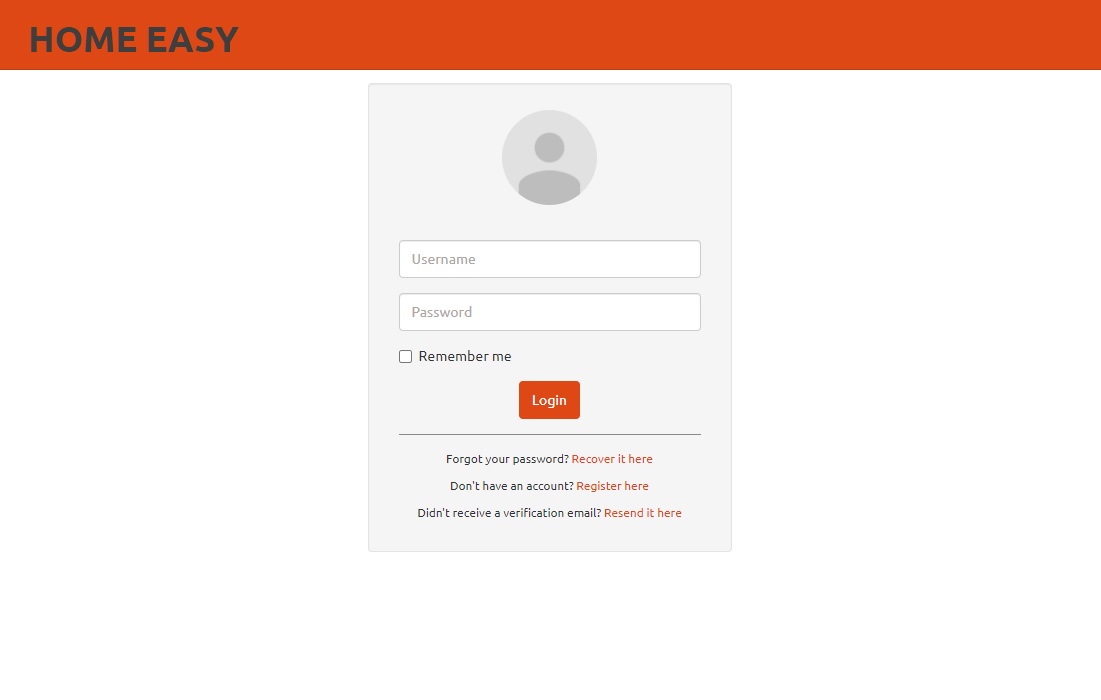 HOME EASY
Username
Password
Remember me
Login
Forgot your password? Recover it here
Don't have an account? Register here
Didn't receive a verification email? Resend it here